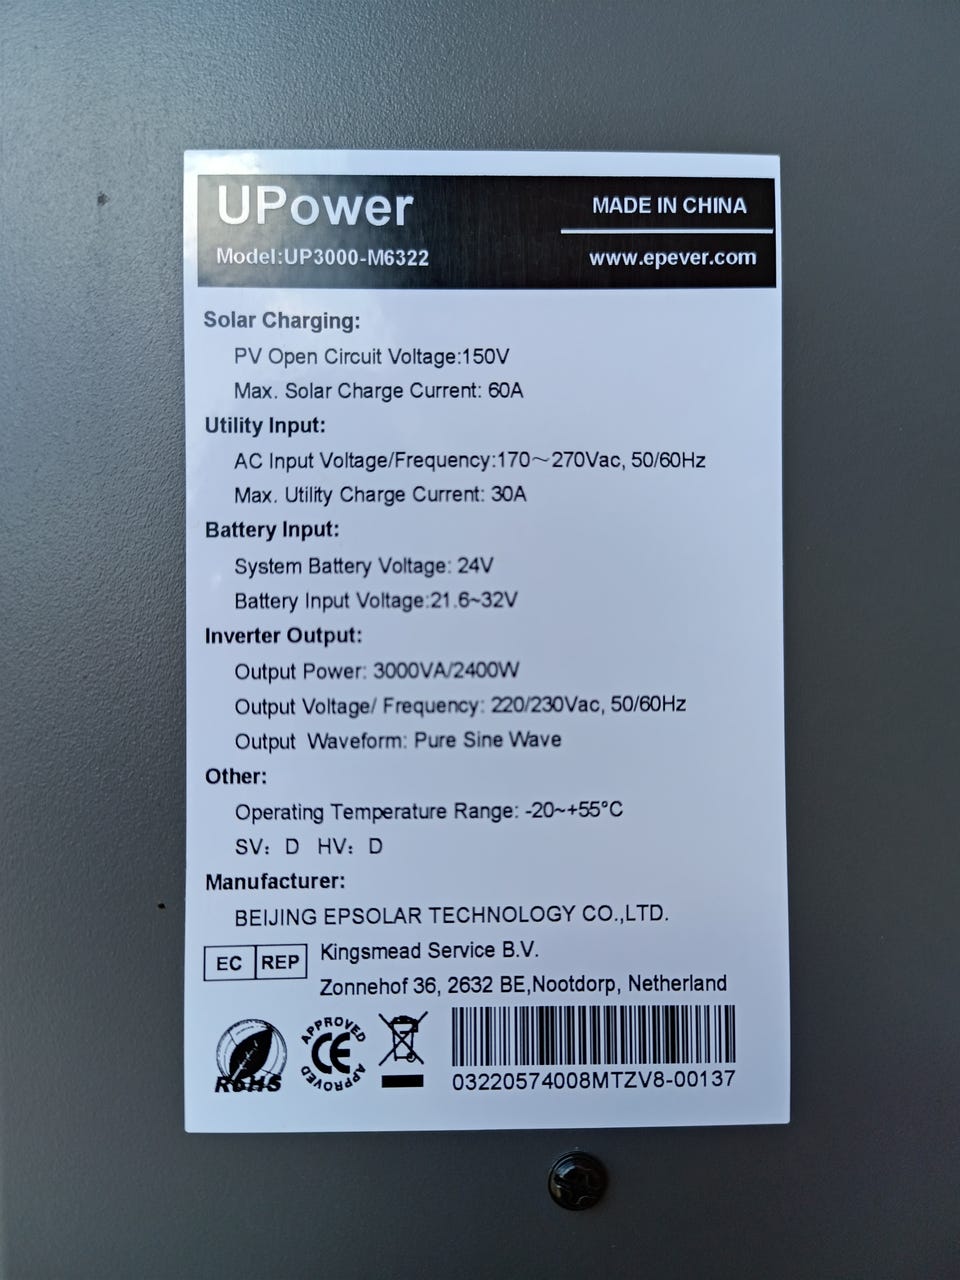 UPower
MADE IN CHINA
Model:UP3000-M6322
www.epever.com
Solar Charging:
PV Open Circuit Voltage:150V
Max. Solar Charge Current: 60A
Utility Input:
AC Input Voltage/Frequency:170～270Vac, 50/60Hz
Max. Utility Charge Current: 30A
Battery Input:
System Battery Voltage: 24V
Battery Input Voltage:21.6~32V
Inverter Output:
Output Power: 3000VA/2400W
Output Voltage/ Frequency: 220/230Vac, 50/60Hz
Output Waveform: Pure Sine Wave
Other:
Operating Temperature Range: -20~+55°C
SV: D HV: D
Manufacturer:
BEIJING EPSOLAR TECHNOLOGY CO.,LTD.
EC REP
Kingsmead Service B.V.
Zonnehof 36, 2632 BE,Nootdorp, Netherland
RoHS
APPROVED
CE
APPROVED
03220574008MTZV8-00137